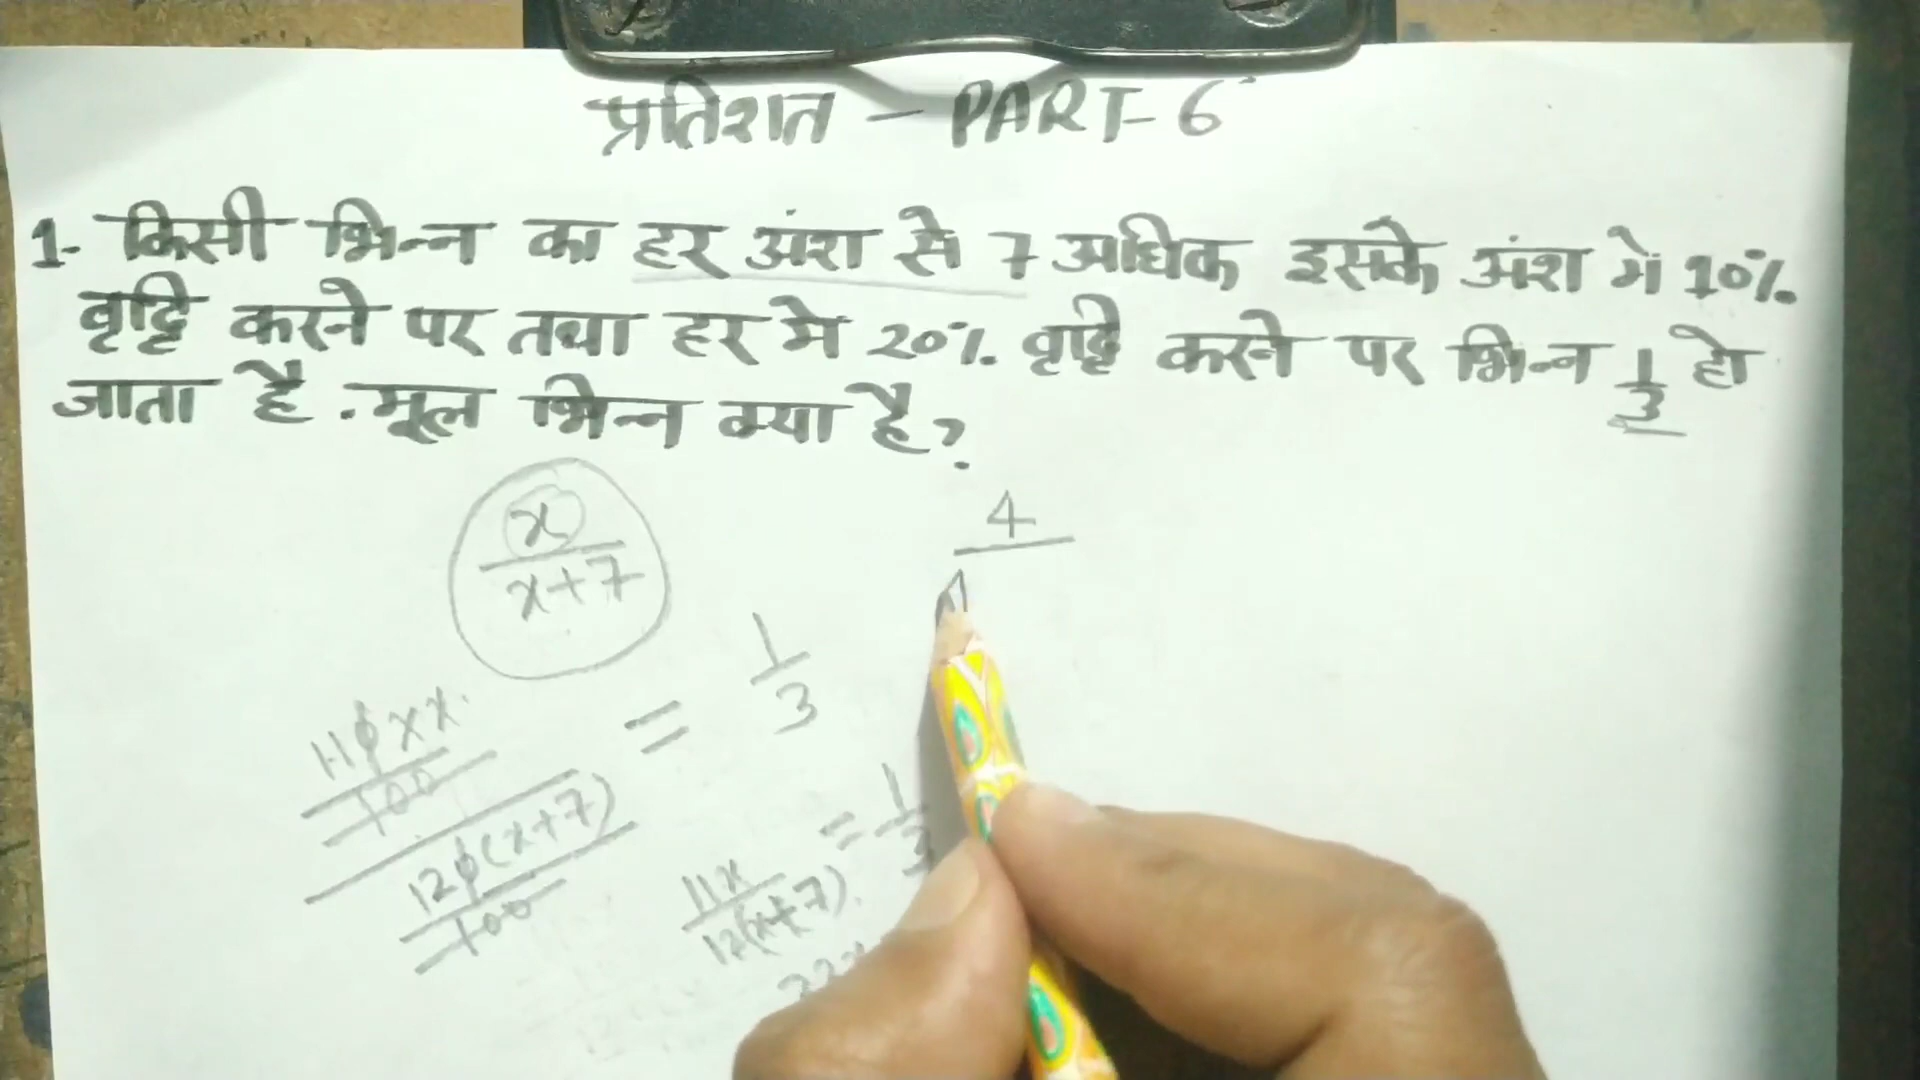 प्रतिशत - PART-6
1. किसी भिन्न का हर अंश से 7 अधिक इसके अंश मे 10%
वृद्दि करने पर तथा हर मे 20% वृद्दि करने पर भिन्न 1/3 हो
जाता है. मूल भिन्न क्या है?
x
x+7
4
1
3
=
110 x x
100
120(x+7)
100
11x
12(x+7)
= 1/3